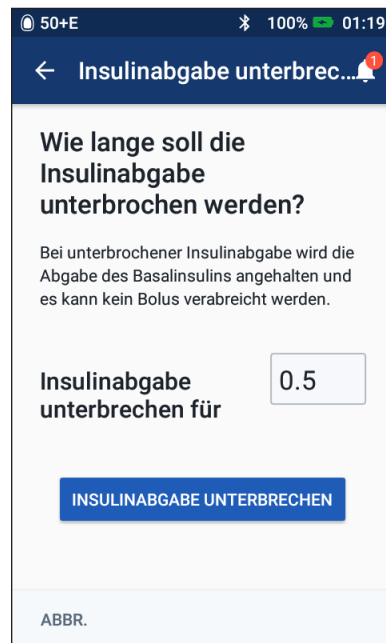 50+E 100% 01:19
Insulinabgabe unterbrec... 1
Wie lange soll die
Insulinabgabe
unterbrochen werden?
Bei unterbrochener Insulinabgabe wird die
Abgabe des Basalinsulins angehalten und
es kann kein Bolus verabreicht werden.
Insulinabgabe
unterbrechen für
0.5
INSULINABGABE UNTERBRECHEN
ABBR.